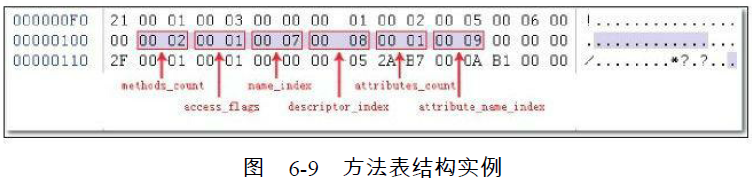 000000F0 21 00 01 00 03 00 00 00 01 00 02 00 05 00 06 00 !...............
00000100 00 00 02 00 01 00 07 00 08 00 01 00 09 00 00 00 ................
00000110 2F 00 01 00 01 00 00 00 05 2A B7 00 0A B1 00 00 /........*?.?...
methods_count name_index attributes_count
access_flags descriptor_index attribute_name_index
图 6-9 方法表结构实例